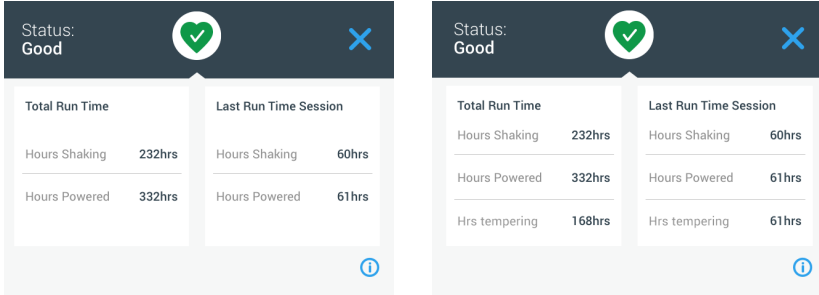 Status:
Good
Total Run Time
Hours Shaking 232hrs
Hours Powered 332hrs
Last Run Time Session
Hours Shaking 60hrs
Hours Powered 61hrs
Status:
Good
Total Run Time
Hours Shaking 232hrs
Hours Powered 332hrs
Hrs tempering 168hrs
Last Run Time Session
Hours Shaking 60hrs
Hours Powered 61hrs
Hrs tempering 61hrs